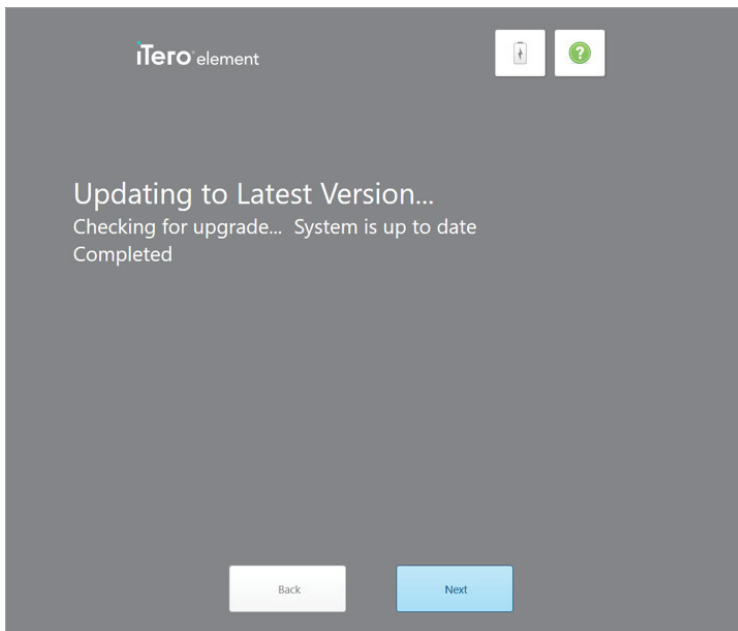 iTero element
?
Updating to Latest Version...
Checking for upgrade... System is up to date
Completed
Back
Next